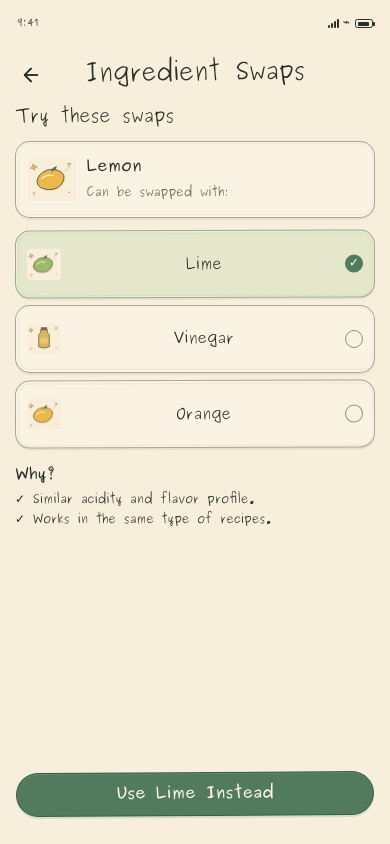 9:41
Ingredient Swaps
Try these swaps
Lemon
Can be swapped with:
Lime
Vinegar
Orange
Why?
✓ Similar acidity and flavor profile.
✓ Works in the same type of recipes.
Use Lime Instead